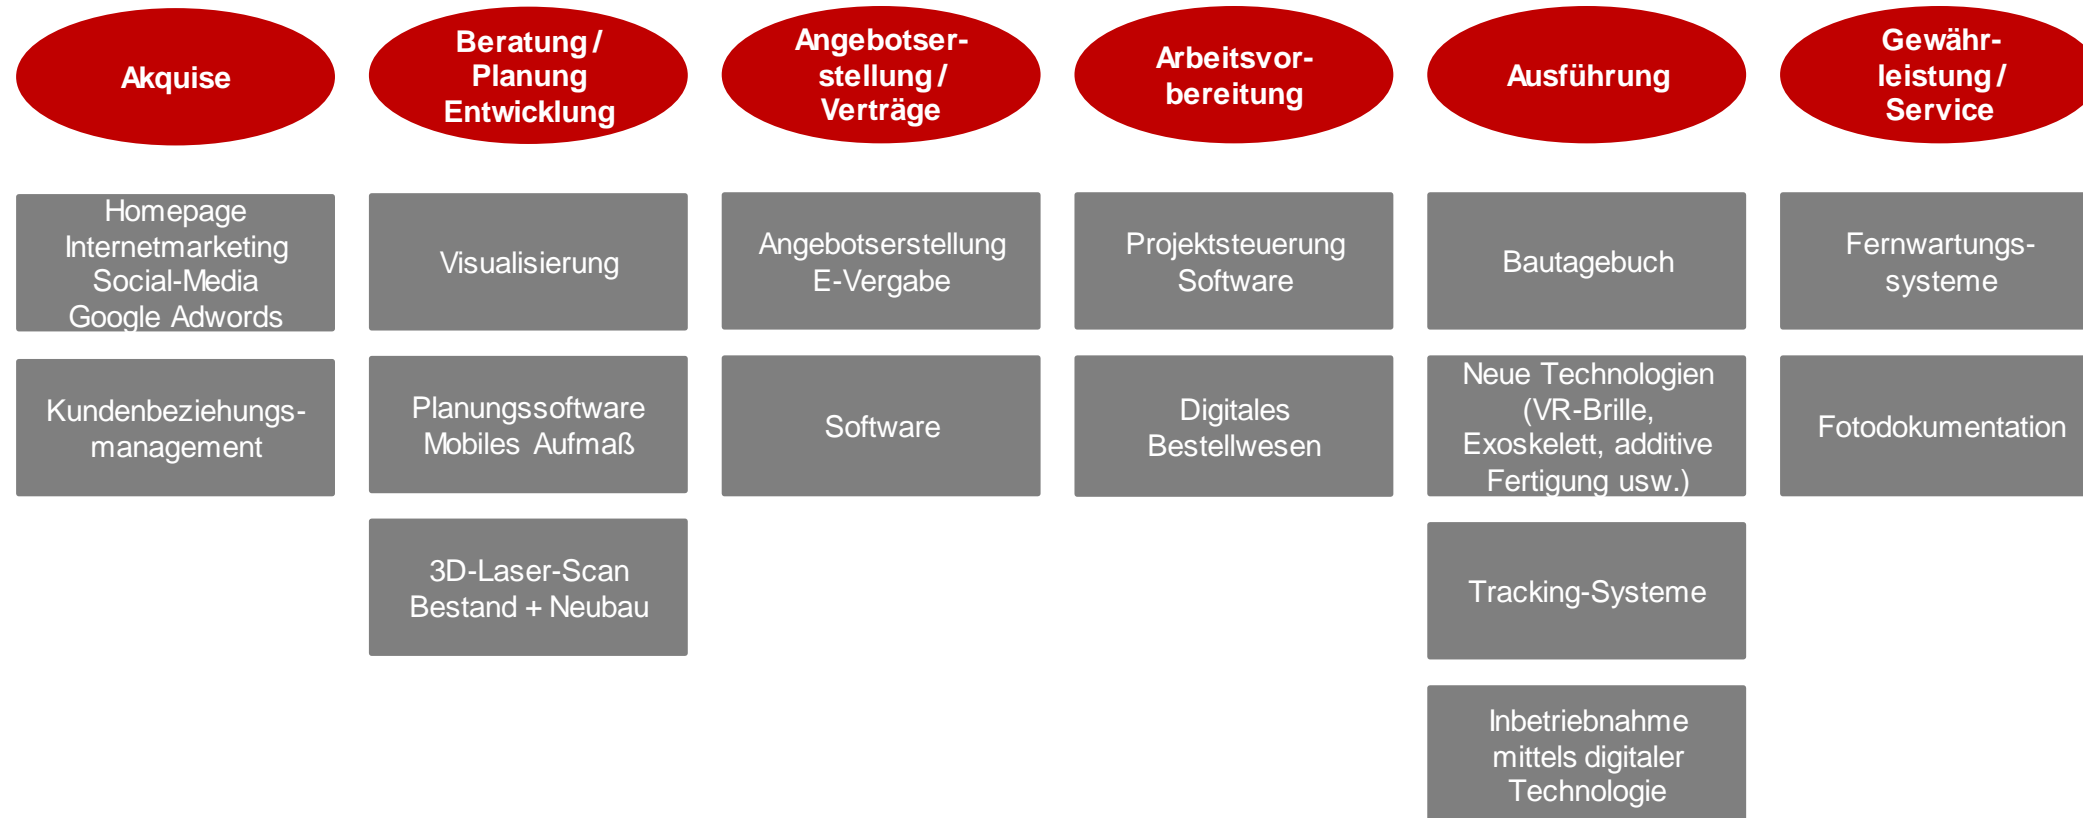 Akquise
Beratung /
Planung
Entwicklung
Angebotser-
stellung /
Verträge
Arbeitsvor-
bereitung
Ausführung
Gewähr-
leistung /
Service
Homepage
Internetmarketing
Social-Media
Google Adwords
Visualisierung
Angebotserstellung
E-Vergabe
Projektsteuerung
Software
Bautagebuch
Fernwartungs-
systeme
Kundenbeziehungs-
management
Planungssoftware
Mobiles Aufmaß
Software
Digitales
Bestellwesen
Neue Technologien
(VR-Brille,
Exoskelett, additive
Fertigung usw.)
Fotodokumentation
3D-Laser-Scan
Bestand + Neubau
Tracking-Systeme
Inbetriebnahme
mittels digitaler
Technologie